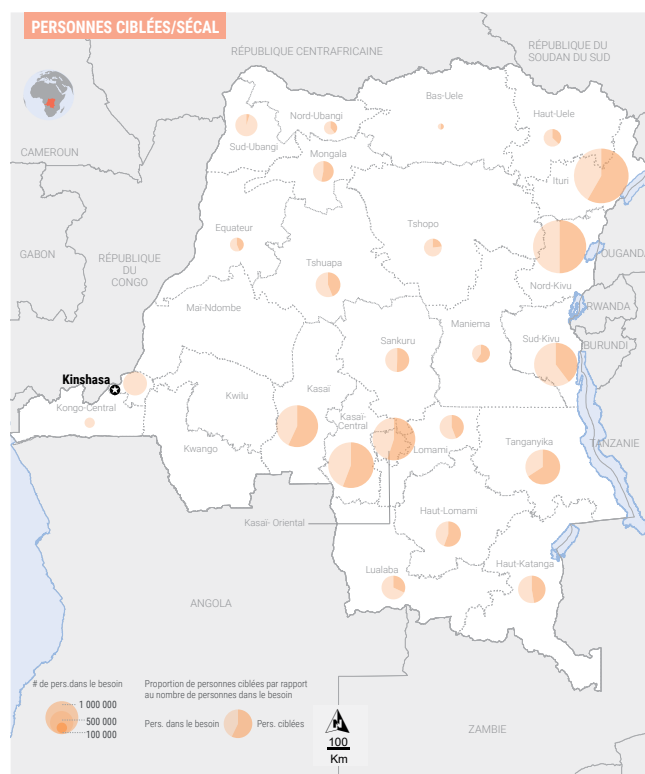 PERSONNES CIBLÉES/SÉCAL
RÉPUBLIQUE CENTRAFRICAINE
RÉPUBLIQUE DU
SOUDAN DU SUD
CAMEROUN
Nord-Ubangi
Bas-Uele
Haut-Uele
Sud-Ubangi
Mongala
Ituri
Equateur
Tshopo
GABON
RÉPUBLIQUE
DU
CONGO
OUGANDA
Tshuapa
Nord-Kivu
Maï-Ndombe
RWANDA
Sankuru
Maniema
Sud-Kivu
BURUNDI
Kinshasa
Kongo-Central
Kwilu
Kasaï
Kasaï-
Central
Lomami
Tanganyika
TANZANIE
Kwango
Kasaï- Oriental
Haut-Lomami
Lualaba
Haut-Katanga
ANGOLA
# de pers.dans le besoin
1 000 000
500 000
100 000
Proportion de personnes ciblées par rapport
au nombre de personnes dans le besoin
Pers. dans le besoin
Pers. ciblées
N
100
Km
ZAMBIE